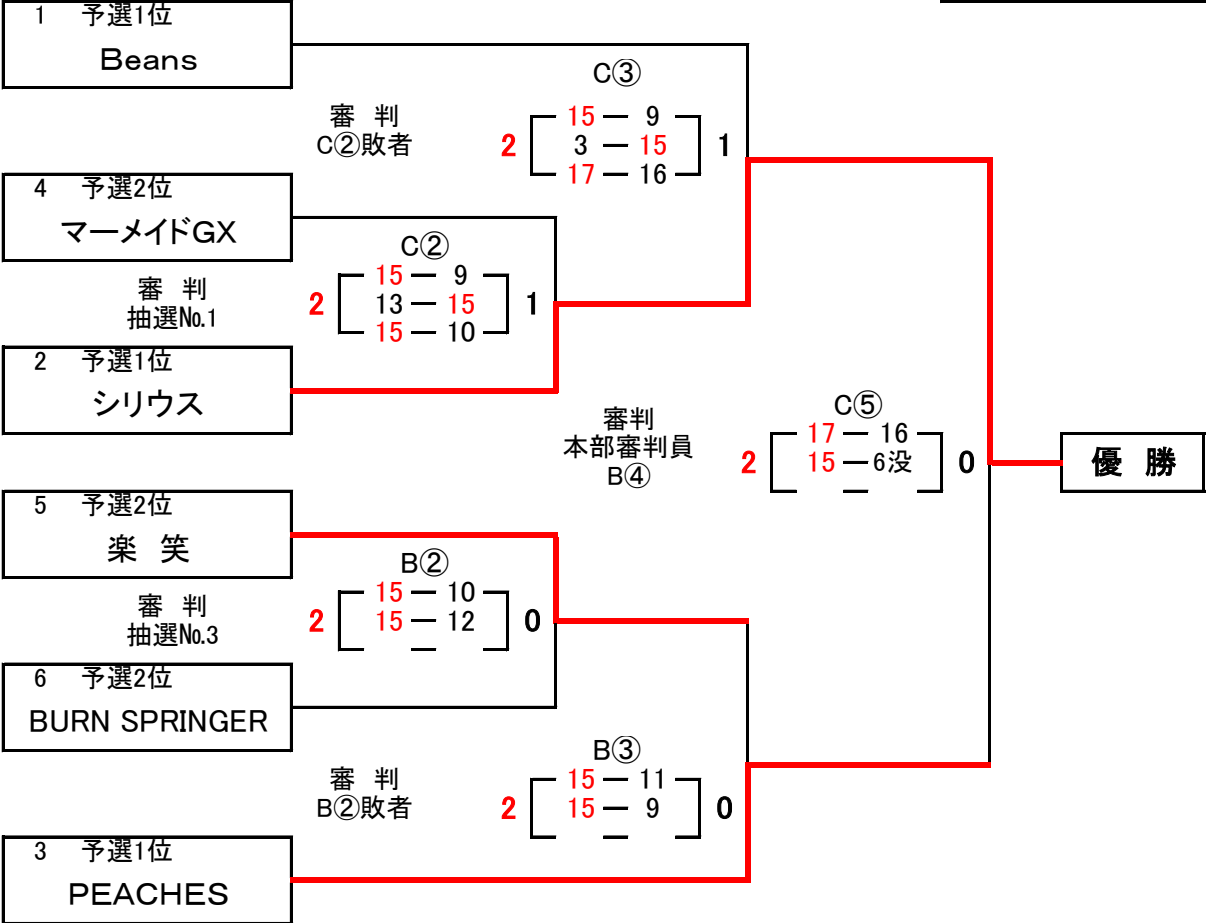 1 予選1位
Beans
C③
審 判
C②敗者
2
15 ― 9
3 ― 15
17 ― 16
1
4 予選2位
マーメイドGX
C②
審 判
抽選№1
2
15 ― 9
13 ― 15
15 ― 10
1
2 予選1位
シリウス
審判
本部審判員
B④
C⑤
2
17 ― 16
15 ― 6没
―
0
優 勝
5 予選2位
楽 笑
B②
審 判
抽選№3
2
15 ― 10
15 ― 12
―
0
6 予選2位
BURN SPRINGER
B③
審 判
B②敗者
2
15 ― 11
15 ― 9
―
0
3 予選1位
PEACHES